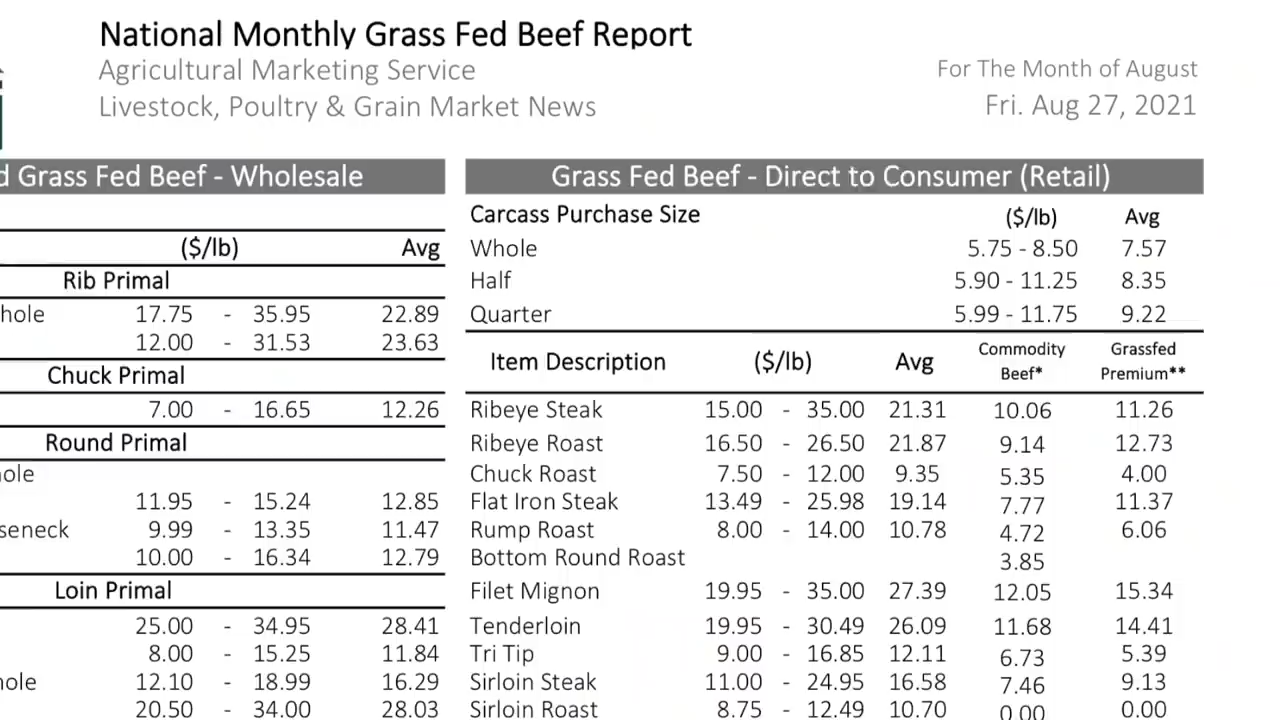 National Monthly Grass Fed Beef Report
Agricultural Marketing Service
Livestock, Poultry & Grain Market News
For The Month of August
Fri. Aug 27, 2021
Grass Fed Beef - Wholesale
($/lb) Avg
Rib Primal
17.75 - 35.95 22.89
12.00 - 31.53 23.63
Chuck Primal
7.00 - 16.65 12.26
Round Primal
11.95 - 15.24 12.85
9.99 - 13.35 11.47
10.00 - 16.34 12.79
Loin Primal
25.00 - 34.95 28.41
8.00 - 15.25 11.84
12.10 - 18.99 16.29
20.50 - 34.00 28.03
Grass Fed Beef - Direct to Consumer (Retail)
Carcass Purchase Size ($/lb) Avg
Whole 5.75 - 8.50 7.57
Half 5.90 - 11.25 8.35
Quarter 5.99 - 11.75 9.22
Item Description ($/lb) Avg Commodity Beef* Grassfed Premium**
Ribeye Steak 15.00 - 35.00 21.31 10.06 11.26
Ribeye Roast 16.50 - 26.50 21.87 9.14 12.73
Chuck Roast 7.50 - 12.00 9.35 5.35 4.00
Flat Iron Steak 13.49 - 25.98 19.14 7.77 11.37
Rump Roast 8.00 - 14.00 10.78 4.72 6.06
Bottom Round Roast 3.85
Filet Mignon 19.95 - 35.00 27.39 12.05 15.34
Tenderloin 19.95 - 30.49 26.09 11.68 14.41
Tri Tip 9.00 - 16.85 12.11 6.73 5.39
Sirloin Steak 11.00 - 24.95 16.58 7.46 9.13
Sirloin Roast 8.75 - 12.49 10.70 0.00 0.00